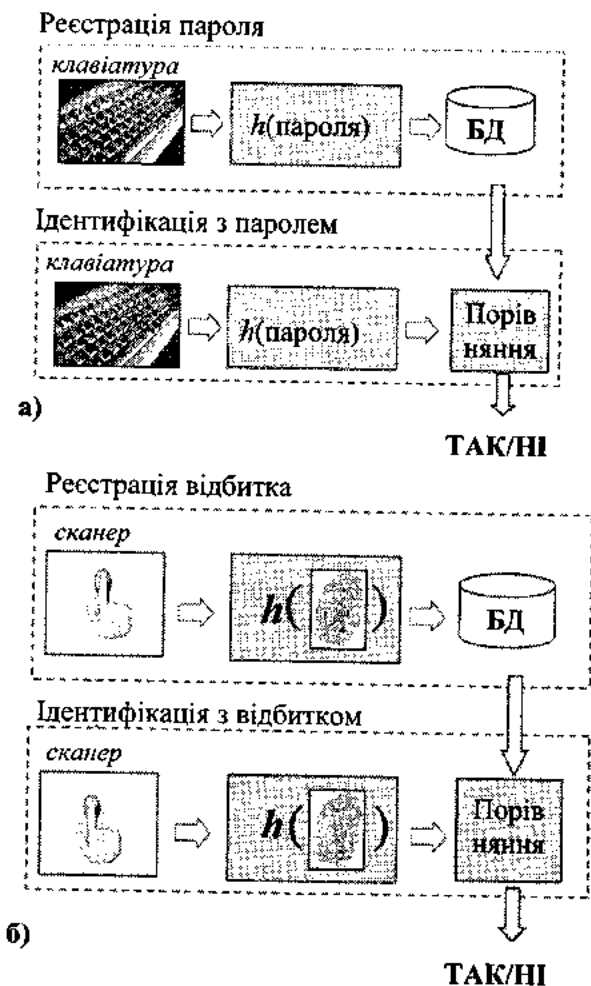 Реєстрація пароля
клавіатура
h(пароля)
БД
Ідентифікація з паролем
клавіатура
h(пароля)
Порів
няння
а)
ТАК/НІ
Реєстрація відбитка
сканер
h( )
БД
Ідентифікація з відбитком
сканер
h( )
Порів
няння
б)
ТАК/НІ